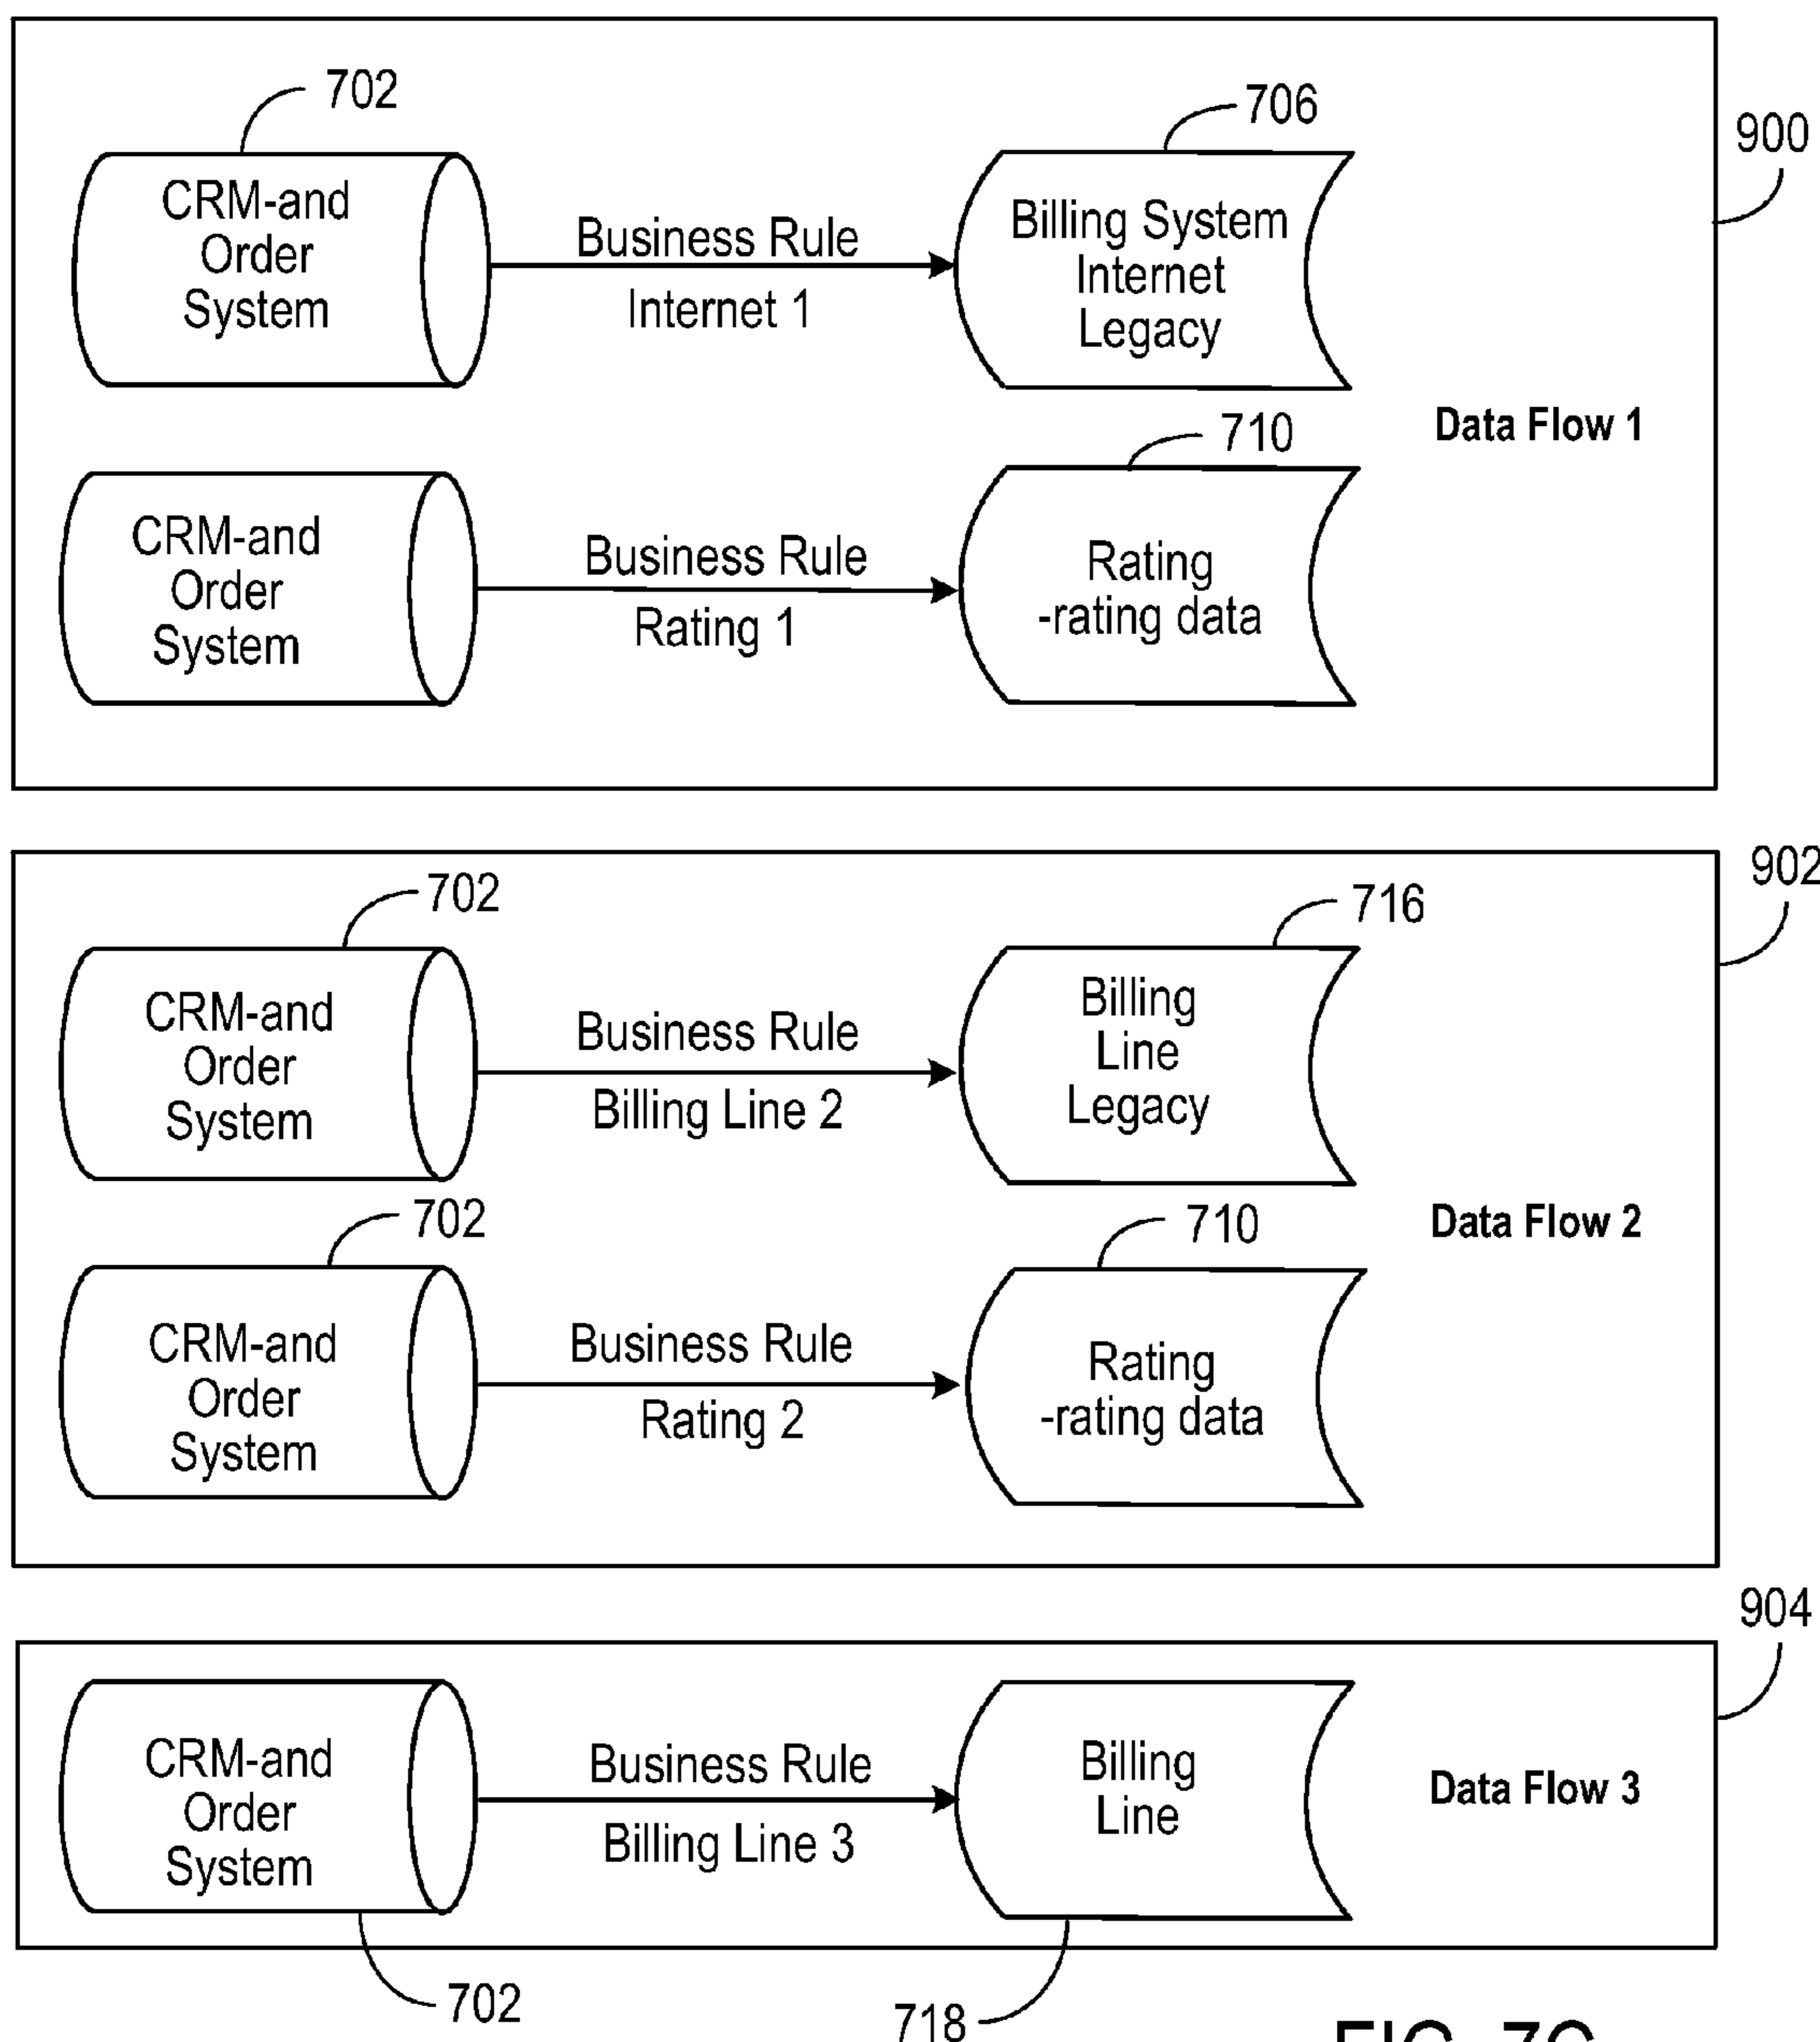 702
706
900
CRM-and
Order
System
Business Rule
Internet 1
Billing System
Internet
Legacy
Data Flow 1
710
CRM-and
Order
System
Business Rule
Rating 1
Rating
-rating data
902
702
716
CRM-and
Order
System
Business Rule
Billing Line 2
Billing
Line
Legacy
Data Flow 2
702
710
CRM-and
Order
System
Business Rule
Rating 2
Rating
-rating data
904
CRM-and
Order
System
Business Rule
Billing Line 3
Billing
Line
Data Flow 3
702
718